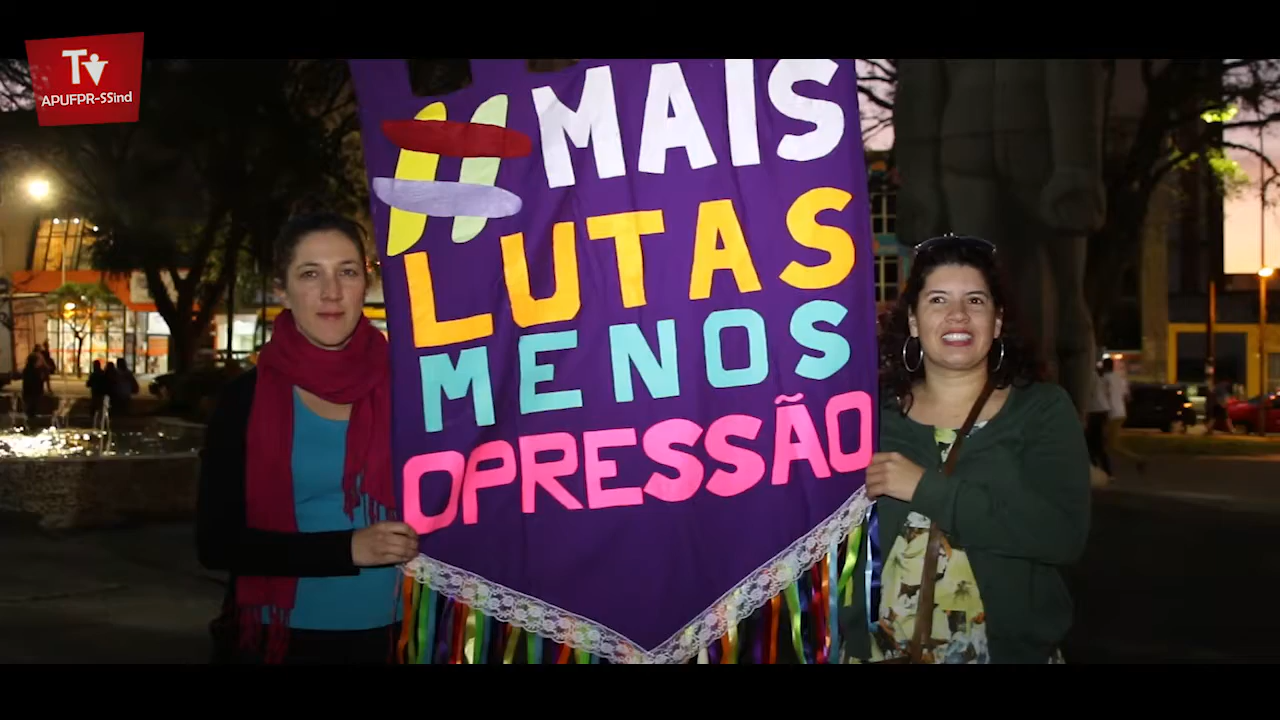 TV
APUFPR-SSind
#MAIS
LUTAS
MENOS
OPRESSÃO